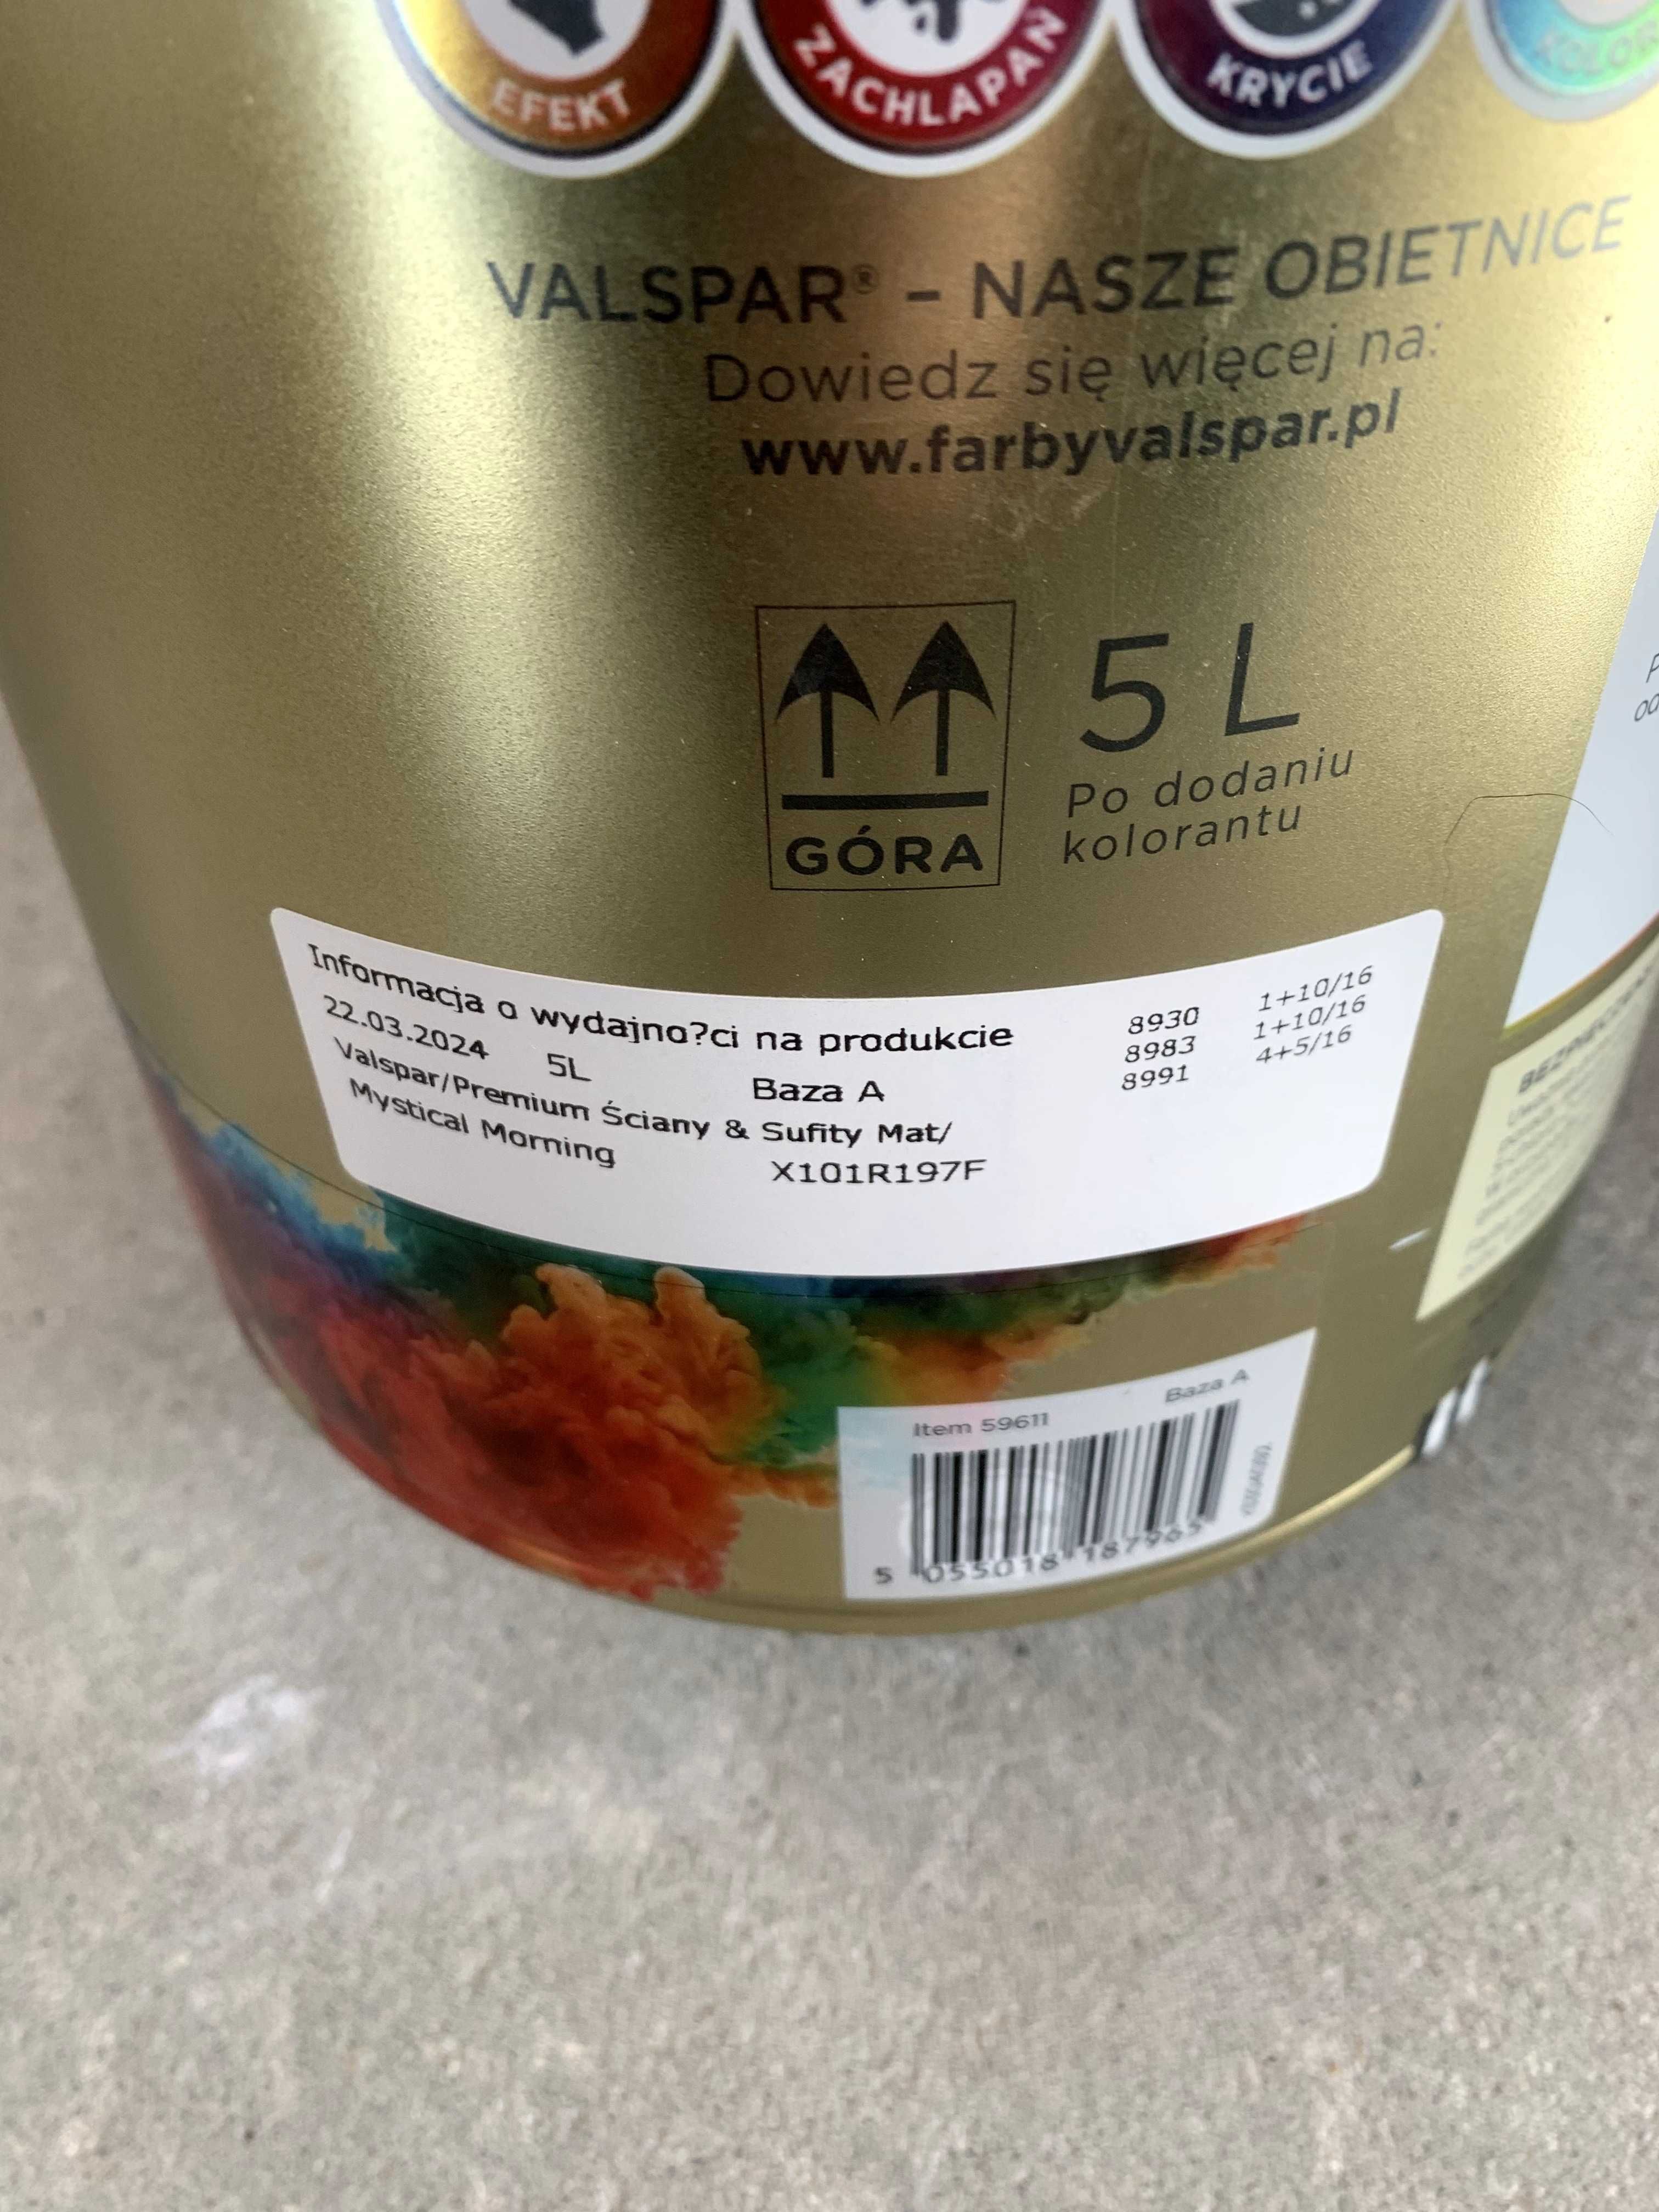 EFEKT
ZACHLAPAŃ
KRYCIE
VALSPAR® – NASZE OBIETNICE
Dowiedz się więcej na:
www.farbyvalspar.pl
5 L
Po dodaniu
kolorantu
GÓRA
Informacja o wydajno?ci na produkcie
22.03.2024 5L Baza A
Valspar/Premium Ściany & Sufity Mat/
Mystical Morning X101R197F
8930 1+10/16
8983 1+10/16
8991 4+5/16
Item 59611 Baza A
5 055018 187965